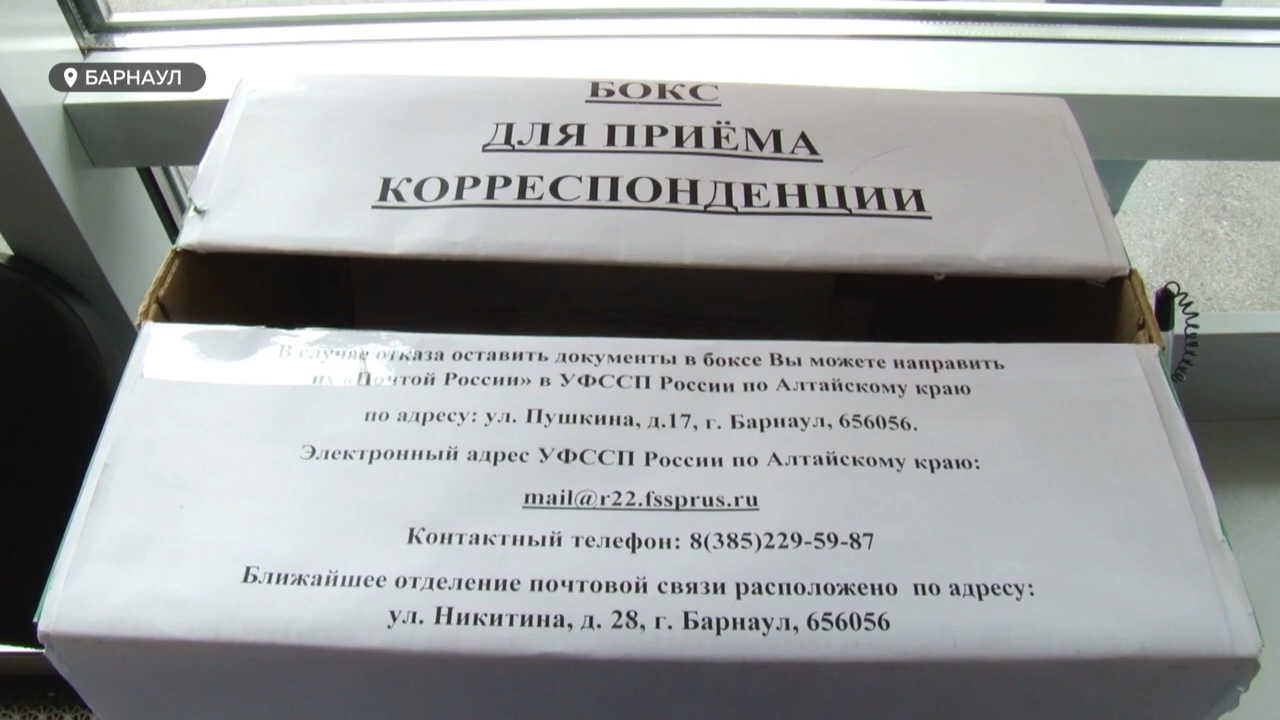 БАРНАУЛ
БОКС
ДЛЯ ПРИЁМА
КОРРЕСПОНДЕНЦИИ
В случае отказа оставить документы в боксе Вы можете направить
их «Почтой России» в УФССП России по Алтайскому краю
по адресу: ул. Пушкина, д.17, г. Барнаул, 656056.
Электронный адрес УФССП России по Алтайскому краю:
mail@r22.fssprus.ru
Контактный телефон: 8(385)229-59-87
Ближайшее отделение почтовой связи расположено по адресу:
ул. Никитина, д. 28, г. Барнаул, 656056